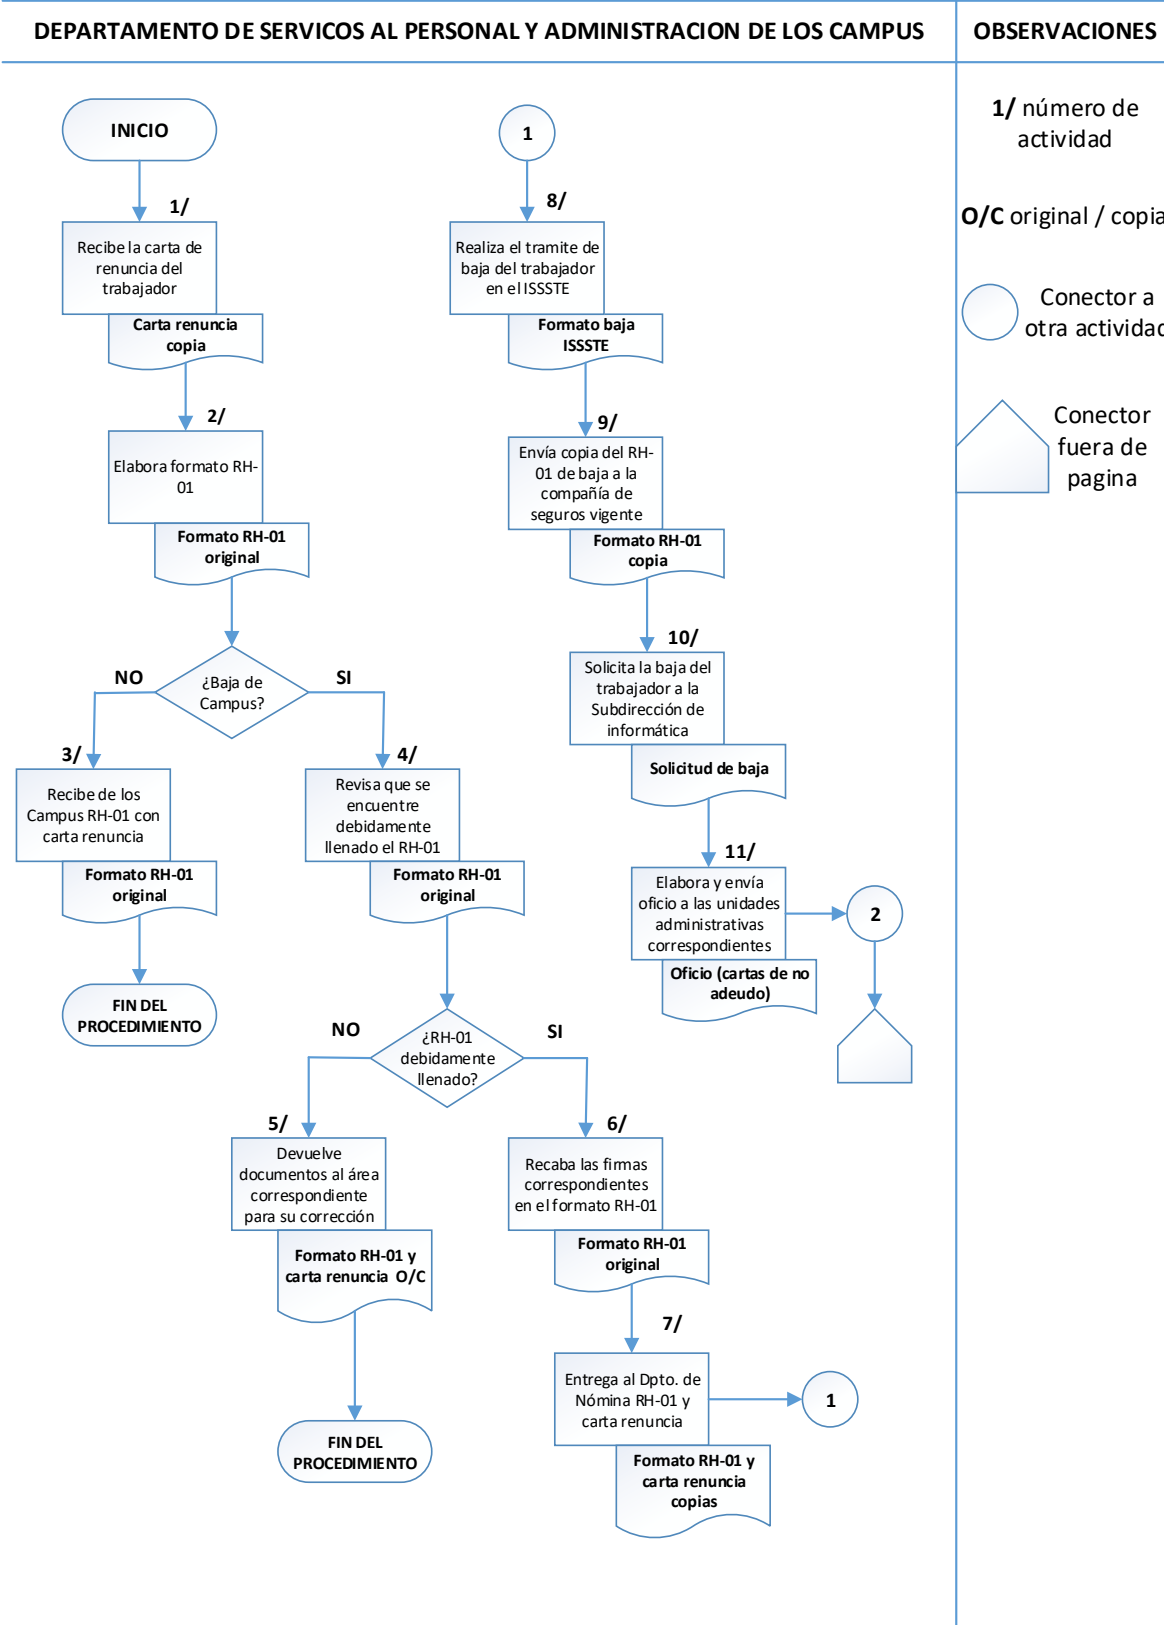 DEPARTAMENTO DE SERVICOS AL PERSONAL Y ADMINISTRACION DE LOS CAMPUS
OBSERVACIONES
INICIO
1/
Recibe la carta de
renuncia del
trabajador
Carta renuncia
copia
2/
Elabora formato RH-
01
Formato RH-01
original
¿Baja de
Campus?
NO
SI
3/
Recibe de los
Campus RH-01 con
carta renuncia
Formato RH-01
original
FIN DEL
PROCEDIMIENTO
4/
Revisa que se
encuentre
debidamente
llenado el RH-01
Formato RH-01
original
¿RH-01
debidamente
llenado?
NO
SI
5/
Devuelve
documentos al área
correspondiente
para su corrección
Formato RH-01 y
carta renuncia O/C
FIN DEL
PROCEDIMIENTO
6/
Recaba las firmas
correspondientes
en el formato RH-01
Formato RH-01
original
7/
Entrega al Dpto. de
Nómina RH-01 y
carta renuncia
Formato RH-01 y
carta renuncia
copias
1
1
8/
Realiza el tramite de
baja del trabajador
en el ISSSTE
Formato baja
ISSSTE
9/
Envía copia del RH-
01 de baja a la
compañía de
seguros vigente
Formato RH-01
copia
10/
Solicita la baja del
trabajador a la
Subdirección de
informática
Solicitud de baja
11/
Elabora y envía
oficio a las unidades
administrativas
correspondientes
Oficio (cartas de no
adeudo)
2
1/ número de
actividad
O/C original / copia
Conector a
otra actividad
Conector
fuera de
pagina